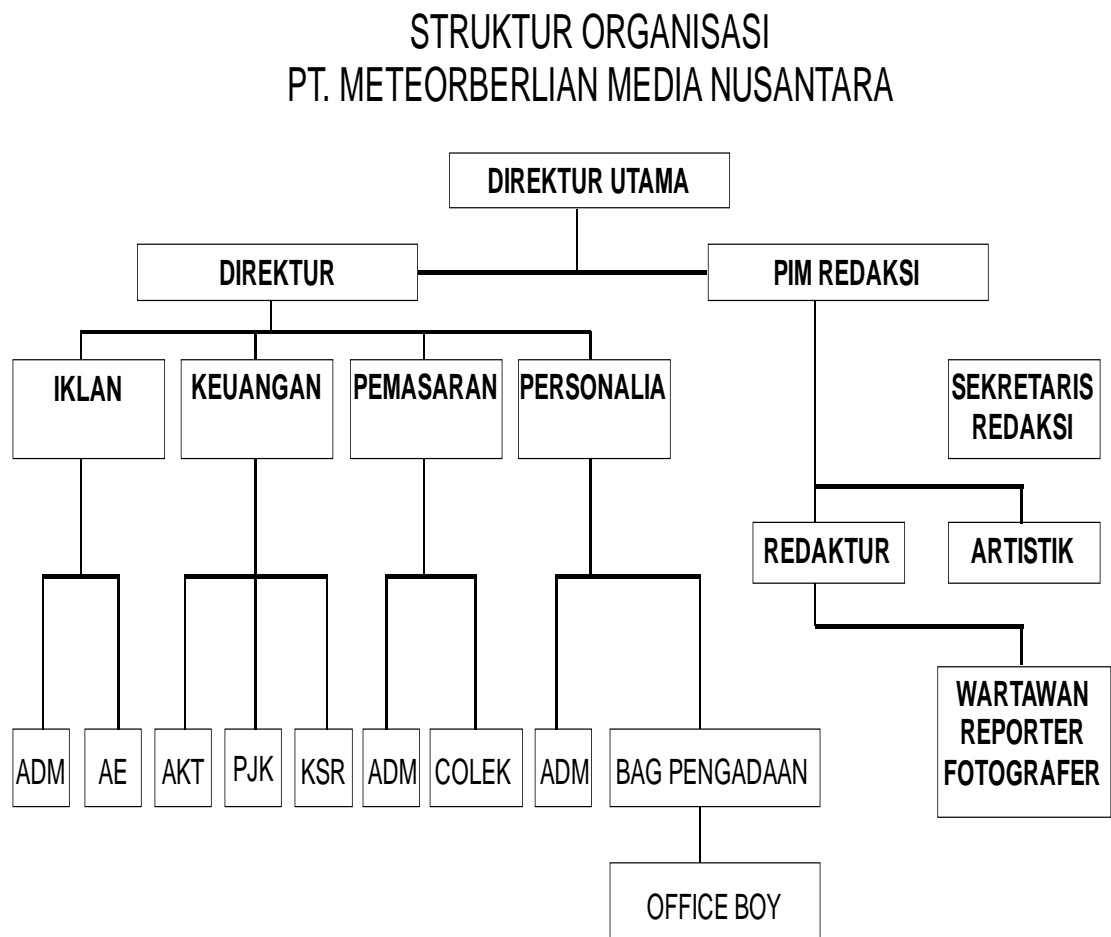 STRUKTUR ORGANISASI
PT. METEORBERLIAN MEDIA NUSANTARA
DIREKTUR UTAMA
DIREKTUR
PIM REDAKSI
IKLAN
KEUANGAN
PEMASARAN
PERSONALIA
SEKRETARIS
REDAKSI
REDAKTUR
ARTISTIK
WARTAWAN
REPORTER
FOTOGRAFER
ADM
AE
AKT
PJK
KSR
ADM
COLEK
ADM
BAG PENGADAAN
OFFICE BOY